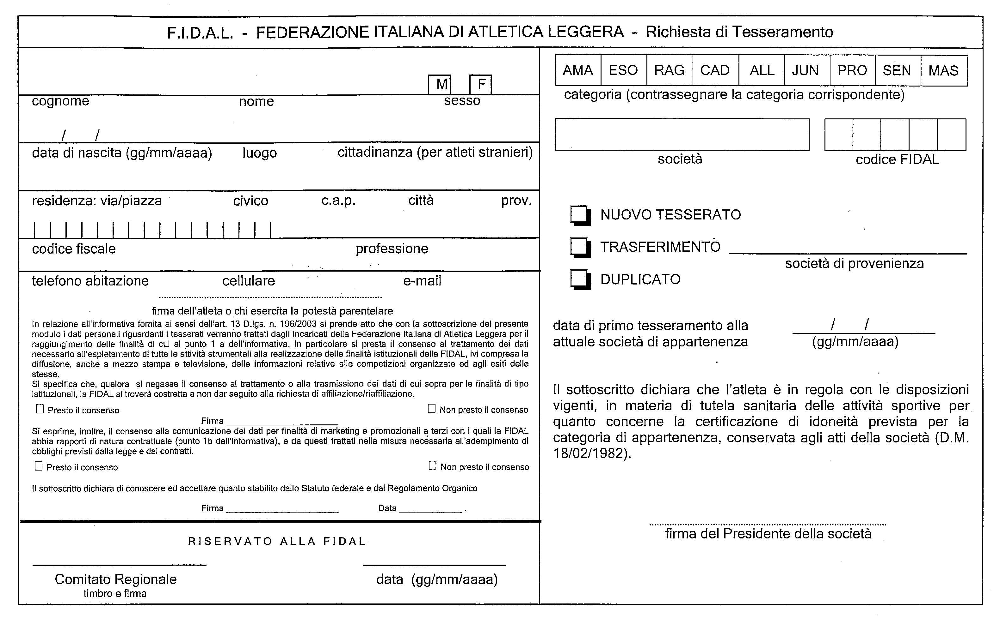 F.I.D.A.L. - FEDERAZIONE ITALIANA DI ATLETICA LEGGERA - Richiesta di Tesseramento
M F
cognome nome sesso
/ /
data di nascita (gg/mm/aaaa) luogo cittadinanza (per atleti stranieri)
residenza: via/piazza civico c.a.p. città prov.
codice fiscale professione
telefono abitazione cellulare e-mail
firma dell'atleta o chi esercita la potestà parentelare
In relazione all'informativa fornita ai sensi dell'art. 13 D.lgs. n. 196/2003 si prende atto che con la sottoscrizione del presente
modulo i dati personali riguardanti i tesserati verranno trattati dagli incaricati della Federazione Italiana di Atletica Leggera per il
raggiungimento delle finalità di cui al punto 1 a dell'informativa. In particolare si presta il consenso al trattamento dei dati
necessario all'espletamento di tutte le attività strumentali alla realizzazione delle finalità istituzionali della FIDAL, ivi compresa la
diffusione, anche a mezzo stampa e televisione, delle informazioni relative alle competizioni organizzate ed agli esiti delle
stesse.
Si specifica che, qualora si negasse il consenso al trattamento o alla trasmissione dei dati di cui sopra per le finalità di tipo
istituzionali, la FIDAL si troverà costretta a non dar seguito alla richiesta di affiliazione/riaffiliazione.
Presto il consenso Non presto il consenso
Firma
Si esprime, inoltre, il consenso alla comunicazione dei dati per finalità di marketing e promozionali a terzi con i quali la FIDAL
abbia rapporti di natura contrattuale (punto 1b dell'informativa), e da questi trattati nella misura necessaria all'adempimento di
obblighi previsti dalla legge e dai contratti.
Presto il consenso Non presto il consenso
Il sottoscritto dichiara di conoscere ed accettare quanto stabilito dallo Statuto federale e dal Regolamento Organico
Firma Data .
RISERVATO ALLA FIDAL
Comitato Regionale data (gg/mm/aaaa)
timbro e firma
AMA ESO RAG CAD ALL JUN PRO SEN MAS
categoria (contrassegnare la categoria corrispondente)
società codice FIDAL
NUOVO TESSERATO
TRASFERIMENTO
società di provenienza
DUPLICATO
data di primo tesseramento alla / /
attuale società di appartenenza (gg/mm/aaaa)
Il sottoscritto dichiara che l'atleta è in regola con le disposizioni
vigenti, in materia di tutela sanitaria delle attività sportive per
quanto concerne la certificazione di idoneità prevista per la
categoria di appartenenza, conservata agli atti della società (D.M.
18/02/1982).
firma del Presidente della società